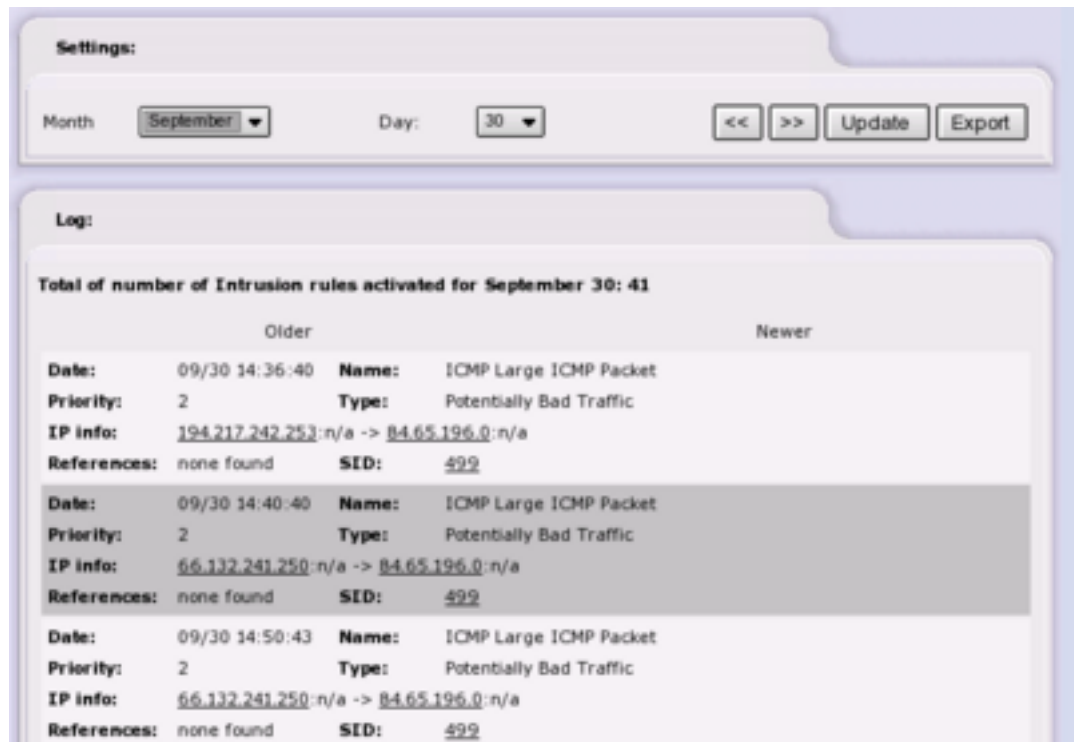 Settings:
Month September Day: 30 << >> Update Export
Log:
Total of number of Intrusion rules activated for September 30: 41
Older Newer
Date: 09/30 14:36:40 Name: ICMP Large ICMP Packet
Priority: 2 Type: Potentially Bad Traffic
IP info: 194.217.242.253:n/a -> 84.65.196.0:n/a
References: none found SID: 499
Date: 09/30 14:40:40 Name: ICMP Large ICMP Packet
Priority: 2 Type: Potentially Bad Traffic
IP info: 66.132.241.250:n/a -> 84.65.196.0:n/a
References: none found SID: 499
Date: 09/30 14:50:43 Name: ICMP Large ICMP Packet
Priority: 2 Type: Potentially Bad Traffic
IP info: 66.132.241.250:n/a -> 84.65.196.0:n/a
References: none found SID: 499